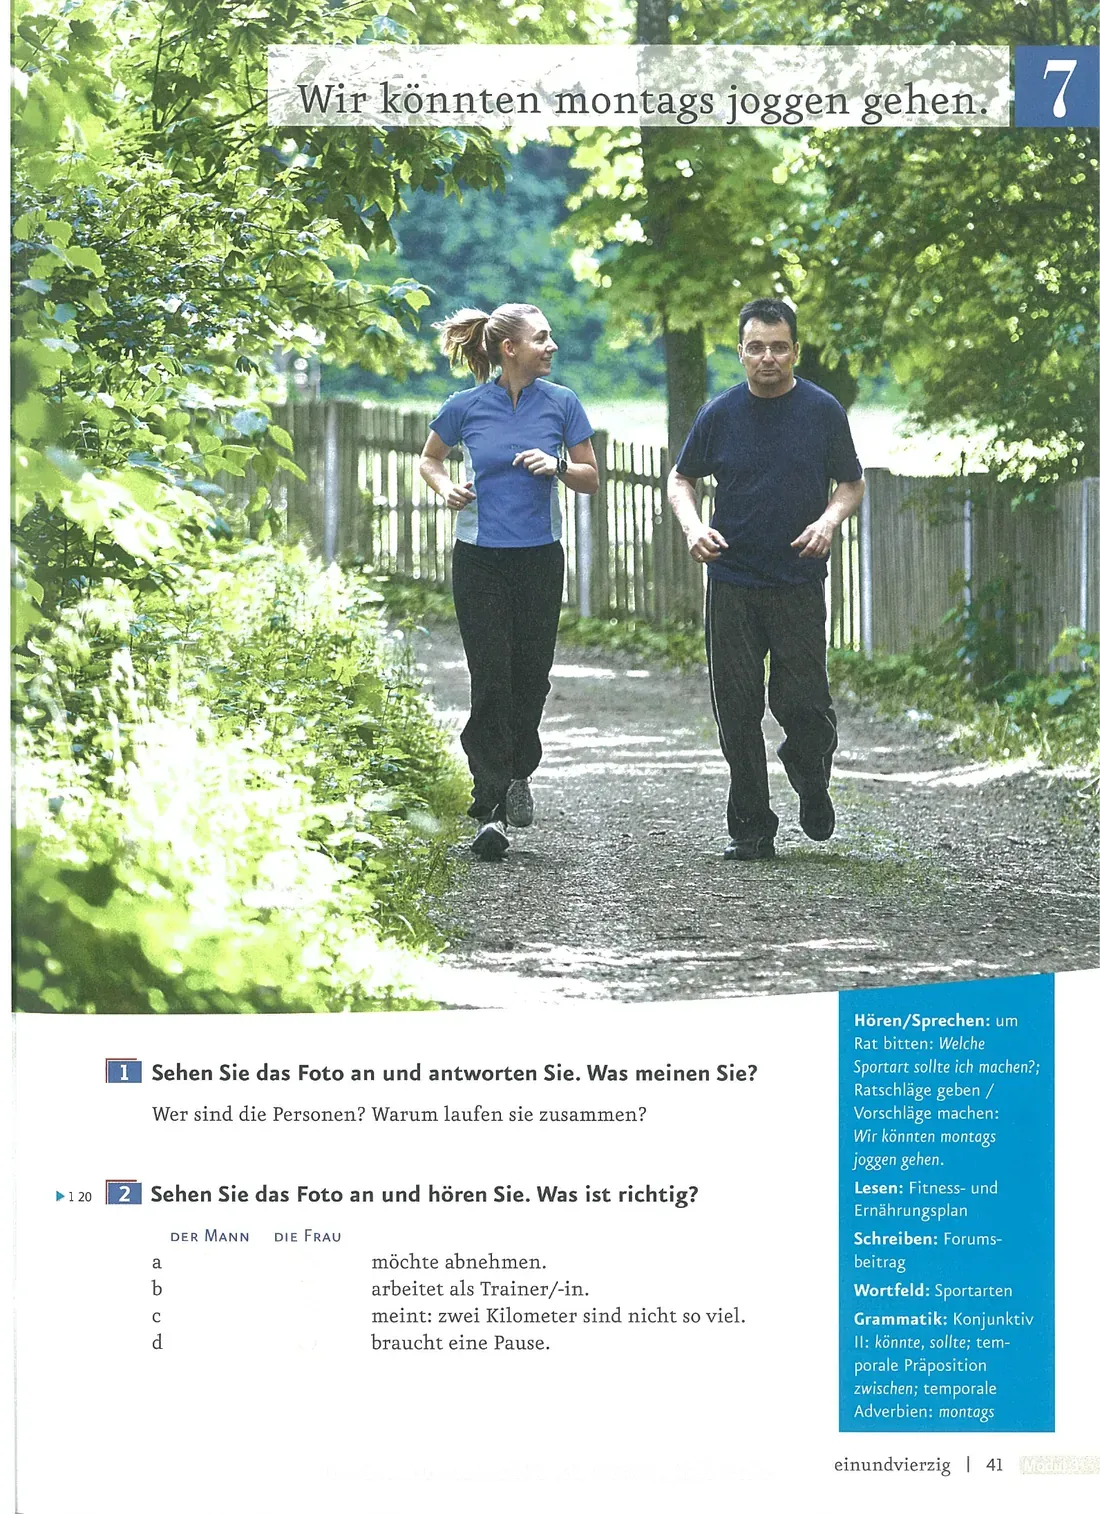 Wir könnten montags joggen gehen.
7
1 Sehen Sie das Foto an und antworten Sie. Was meinen Sie?
Wer sind die Personen? Warum laufen sie zusammen?
▶ 1 20 2 Sehen Sie das Foto an und hören Sie. Was ist richtig?
DER MANN DIE FRAU
a möchte abnehmen.
b arbeitet als Trainer/-in.
c meint: zwei Kilometer sind nicht so viel.
d braucht eine Pause.
Hören/Sprechen: um
Rat bitten: Welche
Sportart sollte ich machen?;
Ratschläge geben /
Vorschläge machen:
Wir könnten montags
joggen gehen.
Lesen: Fitness- und
Ernährungsplan
Schreiben: Forums-
beitrag
Wortfeld: Sportarten
Grammatik: Konjunktiv
II: könnte, sollte; tem-
porale Präposition
zwischen; temporale
Adverbien: montags
einundvierzig | 41